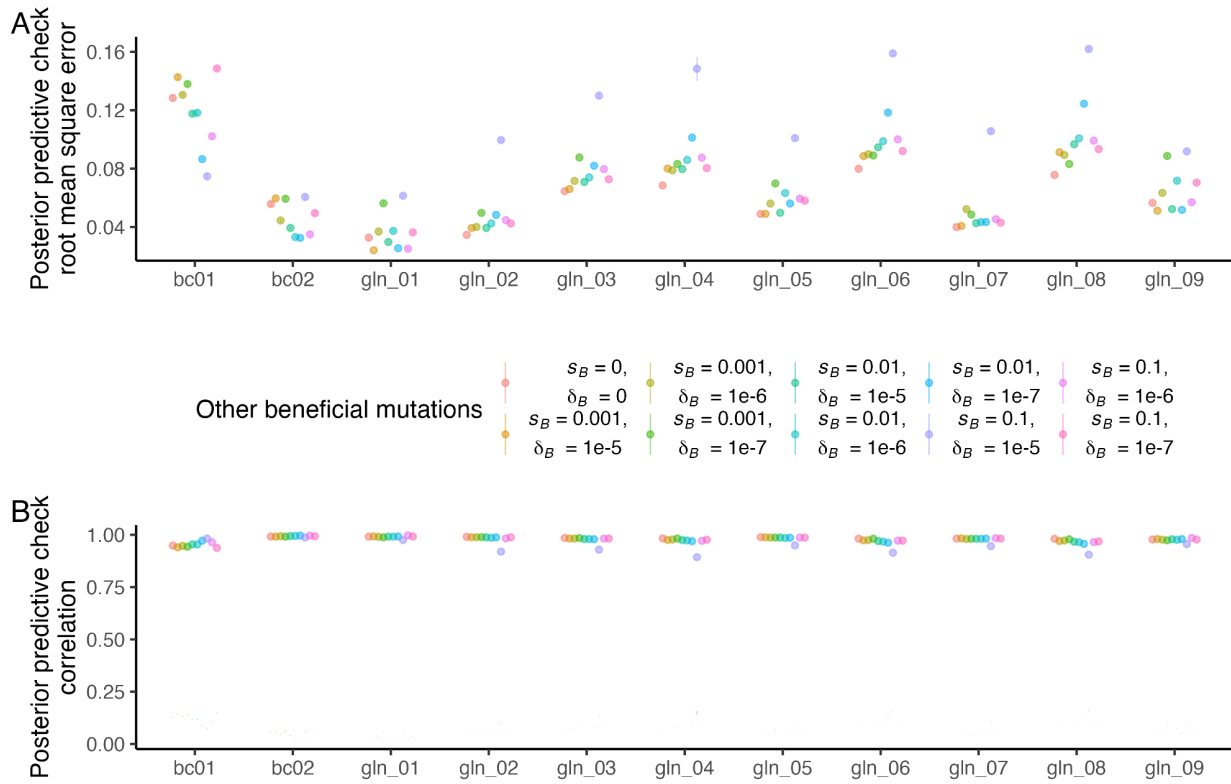 A
Posterior predictive check
root mean square error
0.16
0.12
0.08
0.04
bc01 bc02 gln_01 gln_02 gln_03 gln_04 gln_05 gln_06 gln_07 gln_08 gln_09
Other beneficial mutations
s_B = 0, s_B = 0.001, s_B = 0.01, s_B = 0.01, s_B = 0.1,
δ_B = 0 δ_B = 1e-6 δ_B = 1e-5 δ_B = 1e-7 δ_B = 1e-6
s_B = 0.001, s_B = 0.001, s_B = 0.01, s_B = 0.1, s_B = 0.1,
δ_B = 1e-5 δ_B = 1e-7 δ_B = 1e-6 δ_B = 1e-5 δ_B = 1e-7
B
Posterior predictive check
correlation
1.00
0.75
0.50
0.25
0.00
bc01 bc02 gln_01 gln_02 gln_03 gln_04 gln_05 gln_06 gln_07 gln_08 gln_09